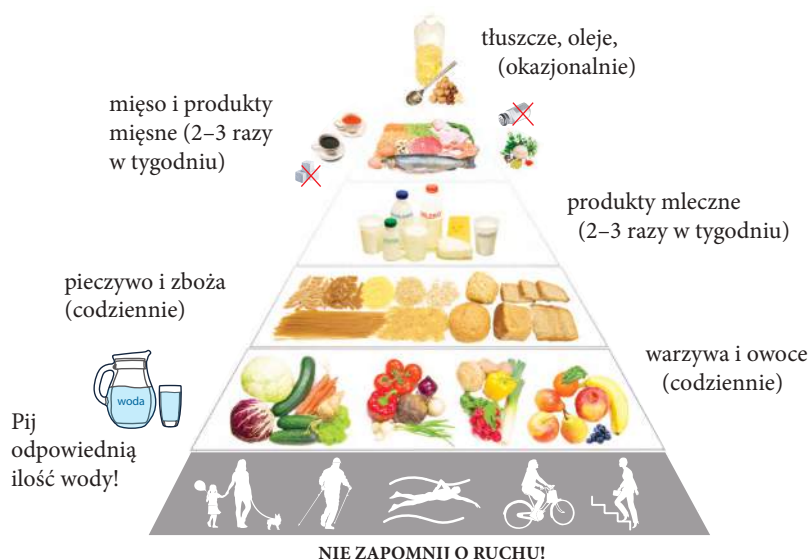 tłuszcze, oleje,
(okazjonalnie)
mięso i produkty
mięsne (2–3 razy
w tygodniu)
produkty mleczne
(2–3 razy w tygodniu)
pieczywo i zboża
(codziennie)
warzywa i owoce
(codziennie)
woda
Pij
odpowiednią
ilość wody!
NIE ZAPOMNIJ O RUCHU!